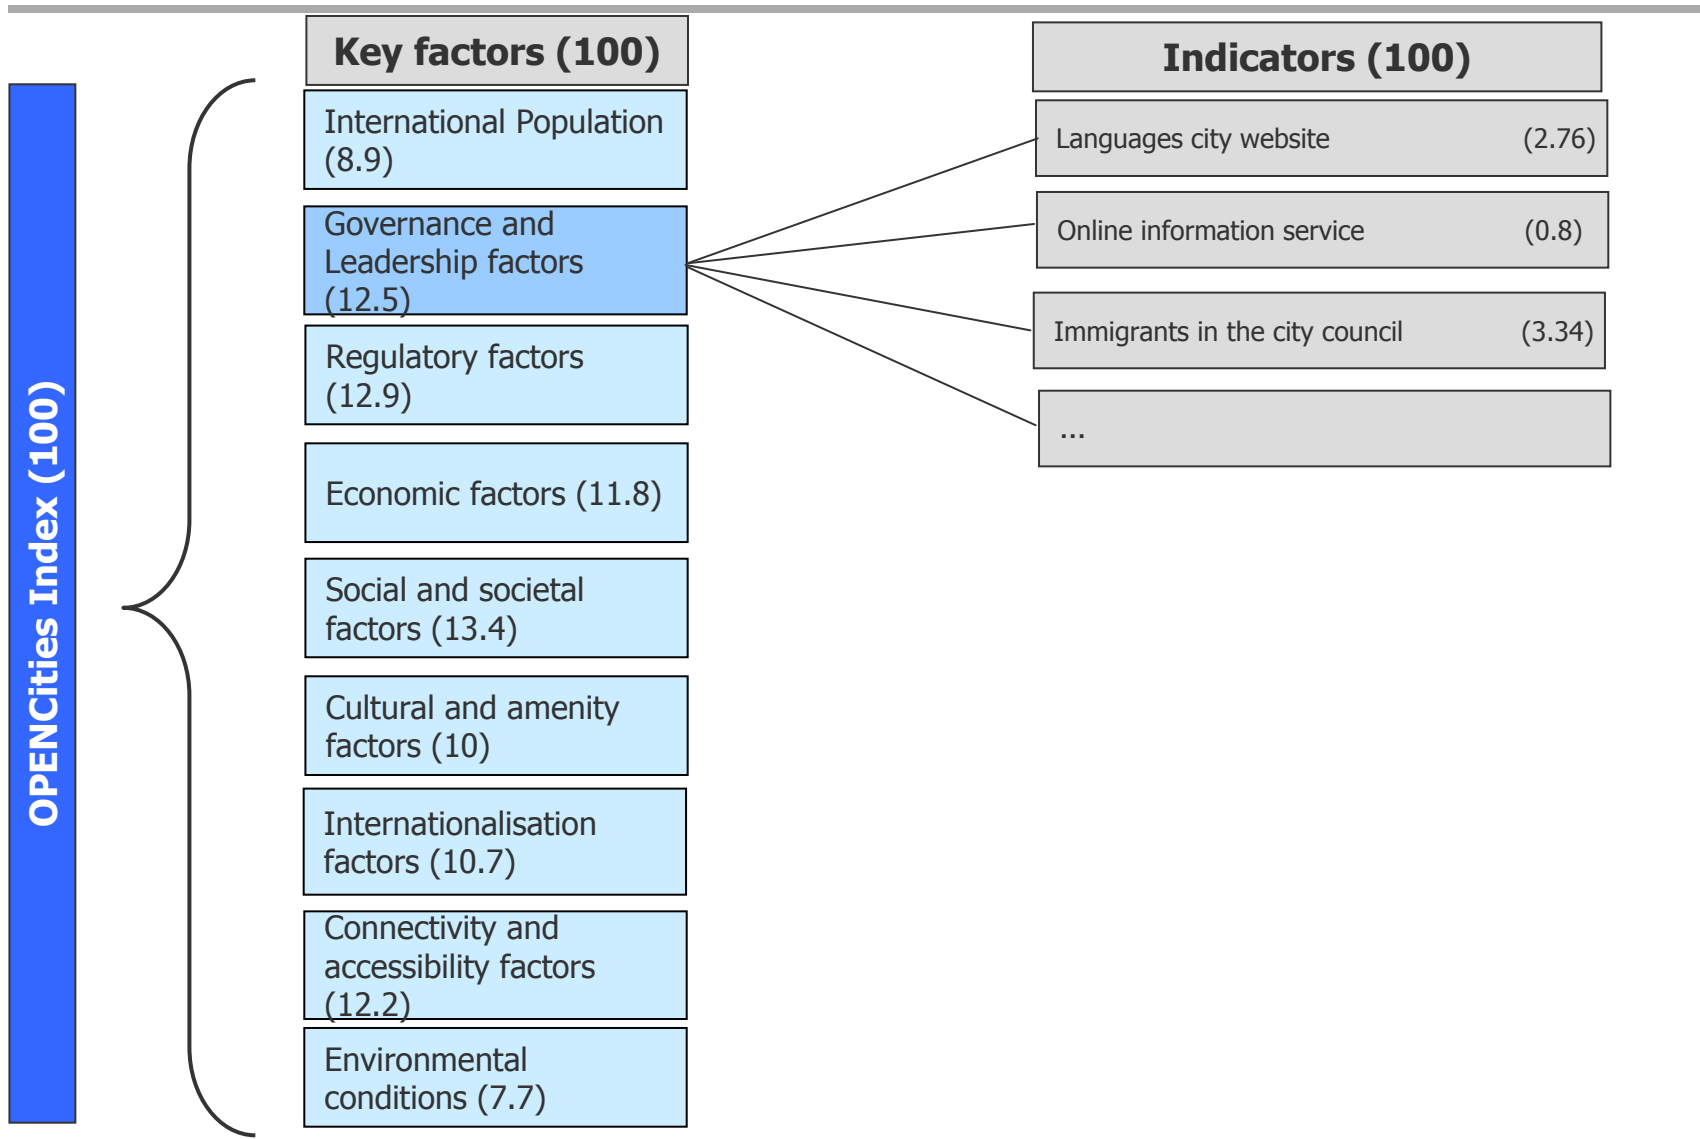 OPENCities Index (100)
Key factors (100)
International Population
(8.9)
Governance and
Leadership factors
(12.5)
Regulatory factors
(12.9)
Economic factors (11.8)
Social and societal
factors (13.4)
Cultural and amenity
factors (10)
Internationalisation
factors (10.7)
Connectivity and
accessibility factors
(12.2)
Environmental
conditions (7.7)
Indicators (100)
Languages city website (2.76)
Online information service (0.8)
Immigrants in the city council (3.34)
...